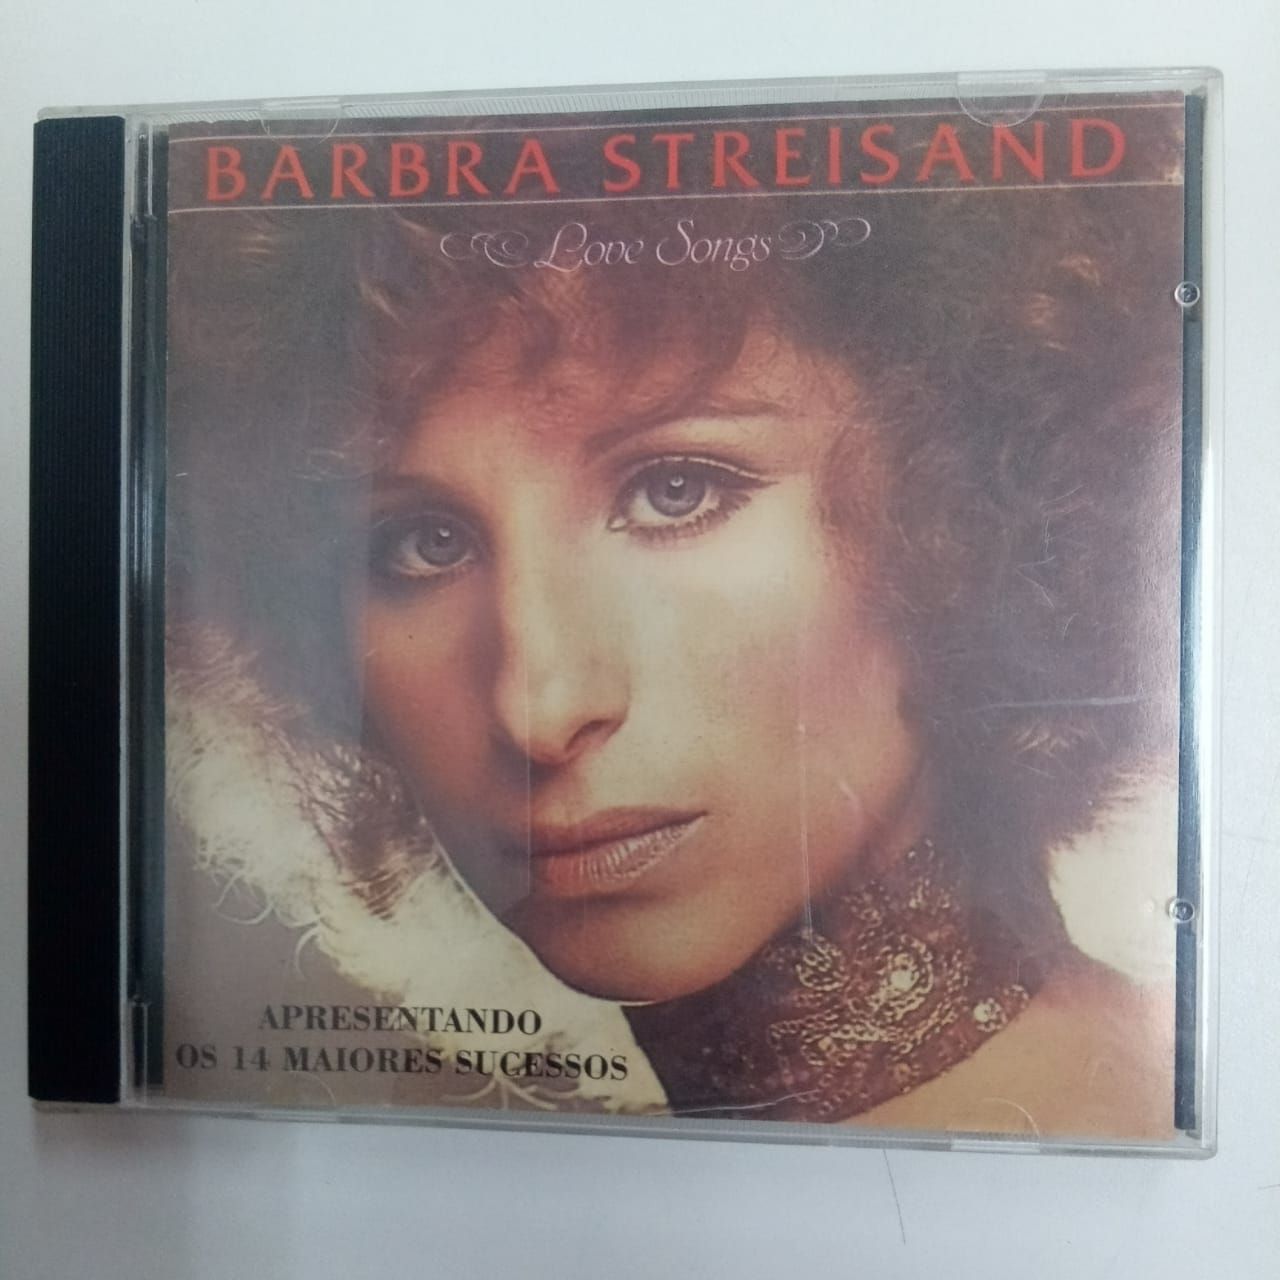 BARBRA STREISAND
Love Songs
APRESENTANDO
OS 14 MAIORES SUCESSOS